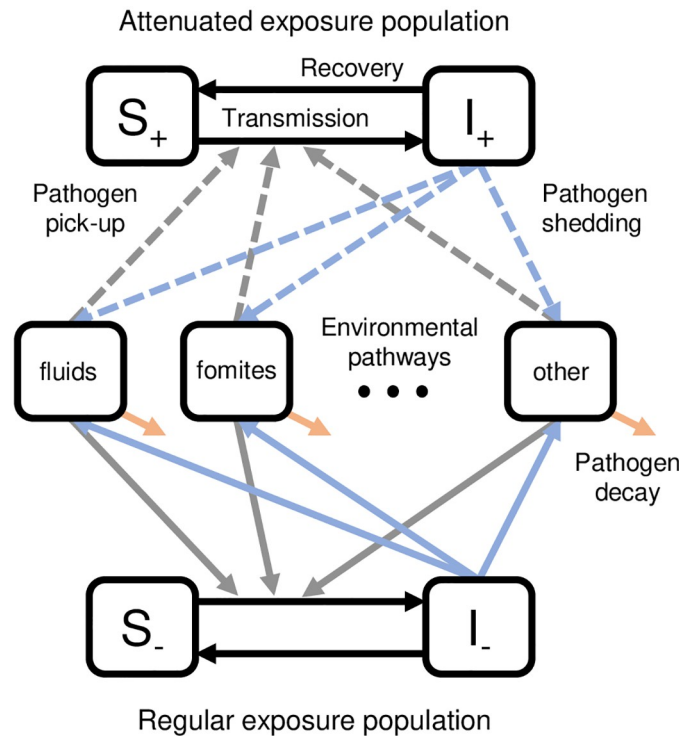 Attenuated exposure population
Recovery
S+
Transmission
I+
Pathogen
pick-up
Pathogen
shedding
fluids
fomites
Environmental
pathways
other
Pathogen
decay
S-
I-
Regular exposure population